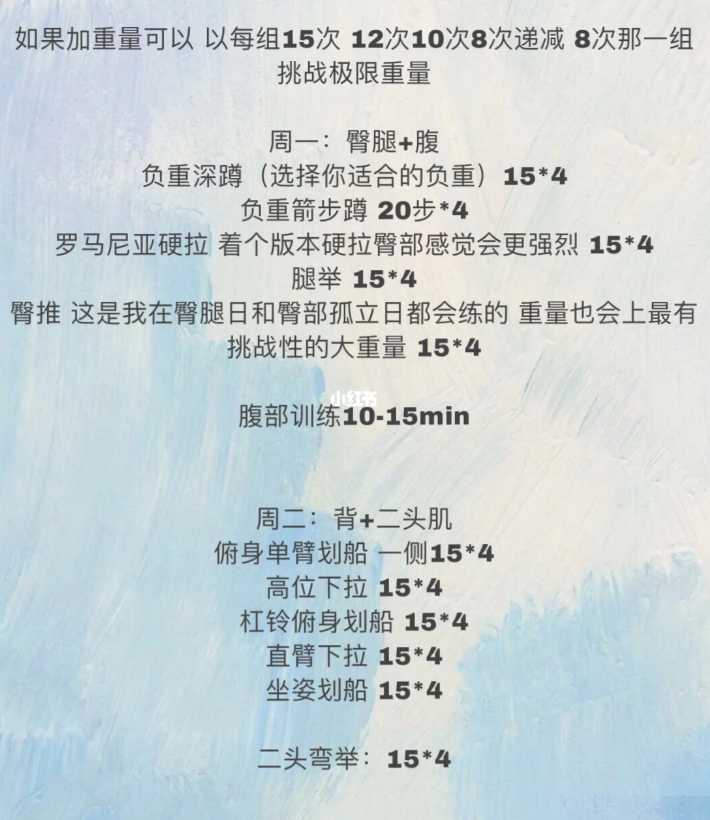 如果加重量可以 以每组15次 12次10次8次递减 8次那一组
挑战极限重量
周一：臀腿+腹
负重深蹲（选择你适合的负重）15*4
负重箭步蹲 20步*4
罗马尼亚硬拉 着个版本硬拉臀部感觉会更强烈 15*4
腿举 15*4
臀推 这是我在臀腿日和臀部孤立日都会练的 重量也会上最有
挑战性的大重量 15*4
小红书
腹部训练10-15min
周二：背+二头肌
俯身单臂划船 一侧15*4
高位下拉 15*4
杠铃俯身划船 15*4
直臂下拉 15*4
坐姿划船 15*4
二头弯举：15*4